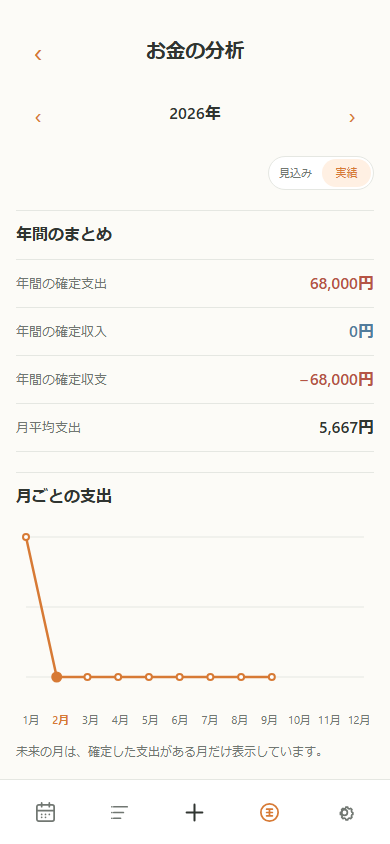 お金の分析
2026年
見込み 実績
年間のまとめ
年間の確定支出 68,000円
年間の確定収入 0円
年間の確定収支 −68,000円
月平均支出 5,667円
月ごとの支出
1月 2月 3月 4月 5月 6月 7月 8月 9月 10月 11月 12月
未来の月は、確定した支出がある月だけ表示しています。